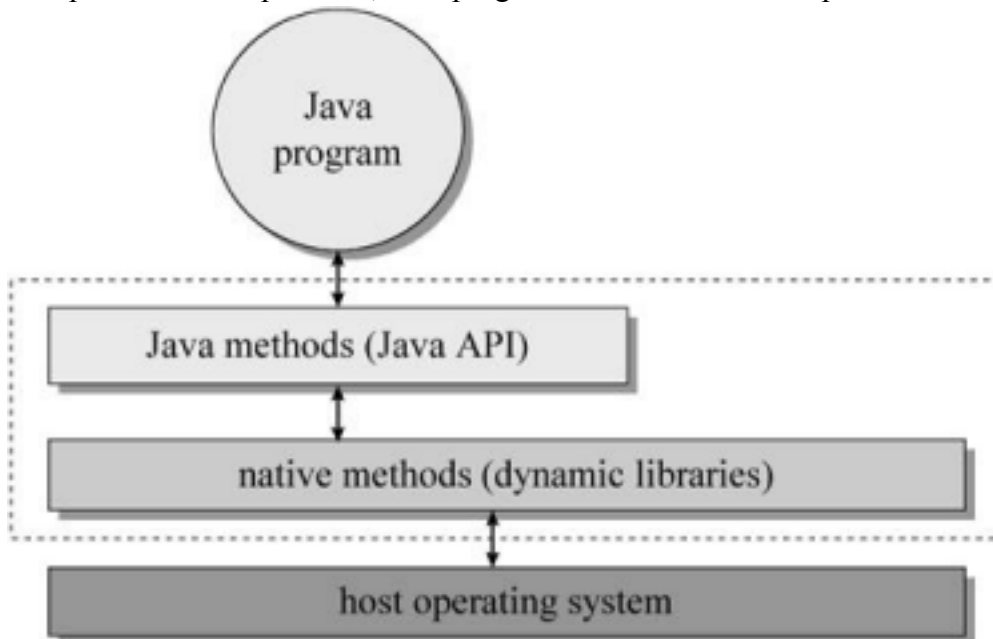 Java
program
Java methods (Java API)
native methods (dynamic libraries)
host operating system